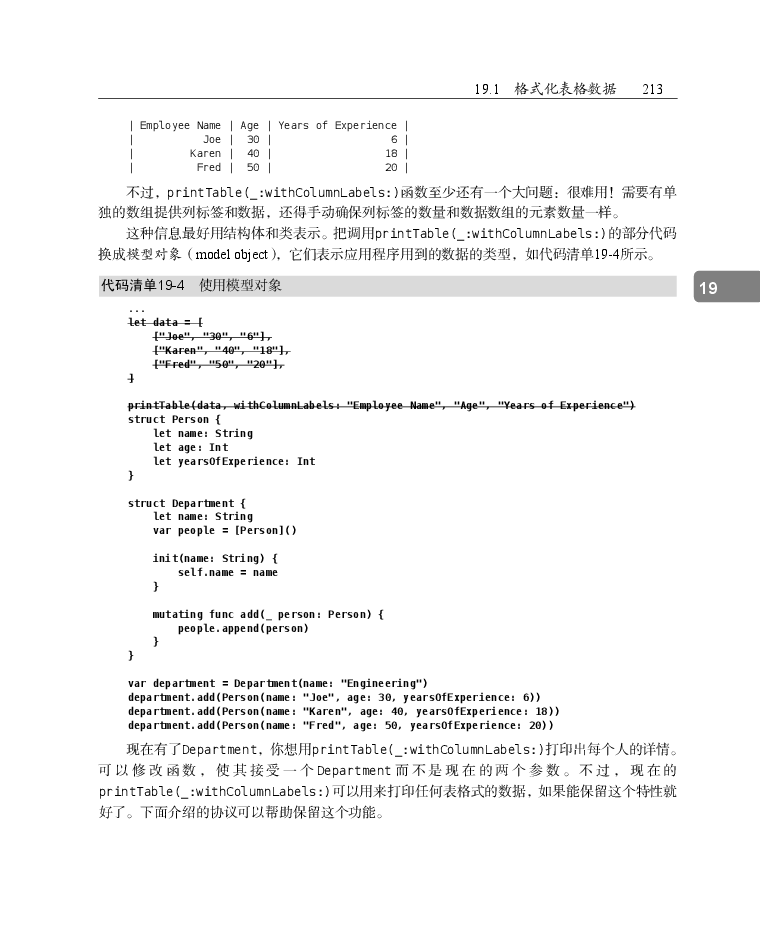 19.1 格式化表格数据 213
| Employee Name | Age | Years of Experience |
|           Joe |  30 |                   6 |
|         Karen |  40 |                  18 |
|          Fred |  50 |                  20 |
不过，printTable(_:withColumnLabels:)函数至少还有一个大问题：很难用！需要有单
独的数组提供列标签和数据，还得手动确保列标签的数量和数据数组的元素数量一样。
这种信息最好用结构体和类表示。把调用printTable(_:withColumnLabels:)的部分代码
换成模型对象（model object），它们表示应用程序用到的数据的类型，如代码清单19-4所示。
代码清单19-4 使用模型对象
19
...
let data = [
    ["Joe", "30", "6"],
    ["Karen", "40", "18"],
    ["Fred", "50", "20"],
]
printTable(data, withColumnLabels: "Employee Name", "Age", "Years of Experience")
struct Person {
    let name: String
    let age: Int
    let yearsOfExperience: Int
}
struct Department {
    let name: String
    var people = [Person]()
    init(name: String) {
        self.name = name
    }
    mutating func add(_ person: Person) {
        people.append(person)
    }
}
var department = Department(name: "Engineering")
department.add(Person(name: "Joe", age: 30, yearsOfExperience: 6))
department.add(Person(name: "Karen", age: 40, yearsOfExperience: 18))
department.add(Person(name: "Fred", age: 50, yearsOfExperience: 20))
现在有了Department，你想用printTable(_:withColumnLabels:)打印出每个人的详情。
可以修改函数，使其接受一个Department而不是现在的两个参数。不过，现在的
printTable(_:withColumnLabels:)可以用来打印任何表格式的数据，如果能保留这个特性就
好了。下面介绍的协议可以帮助保留这个功能。